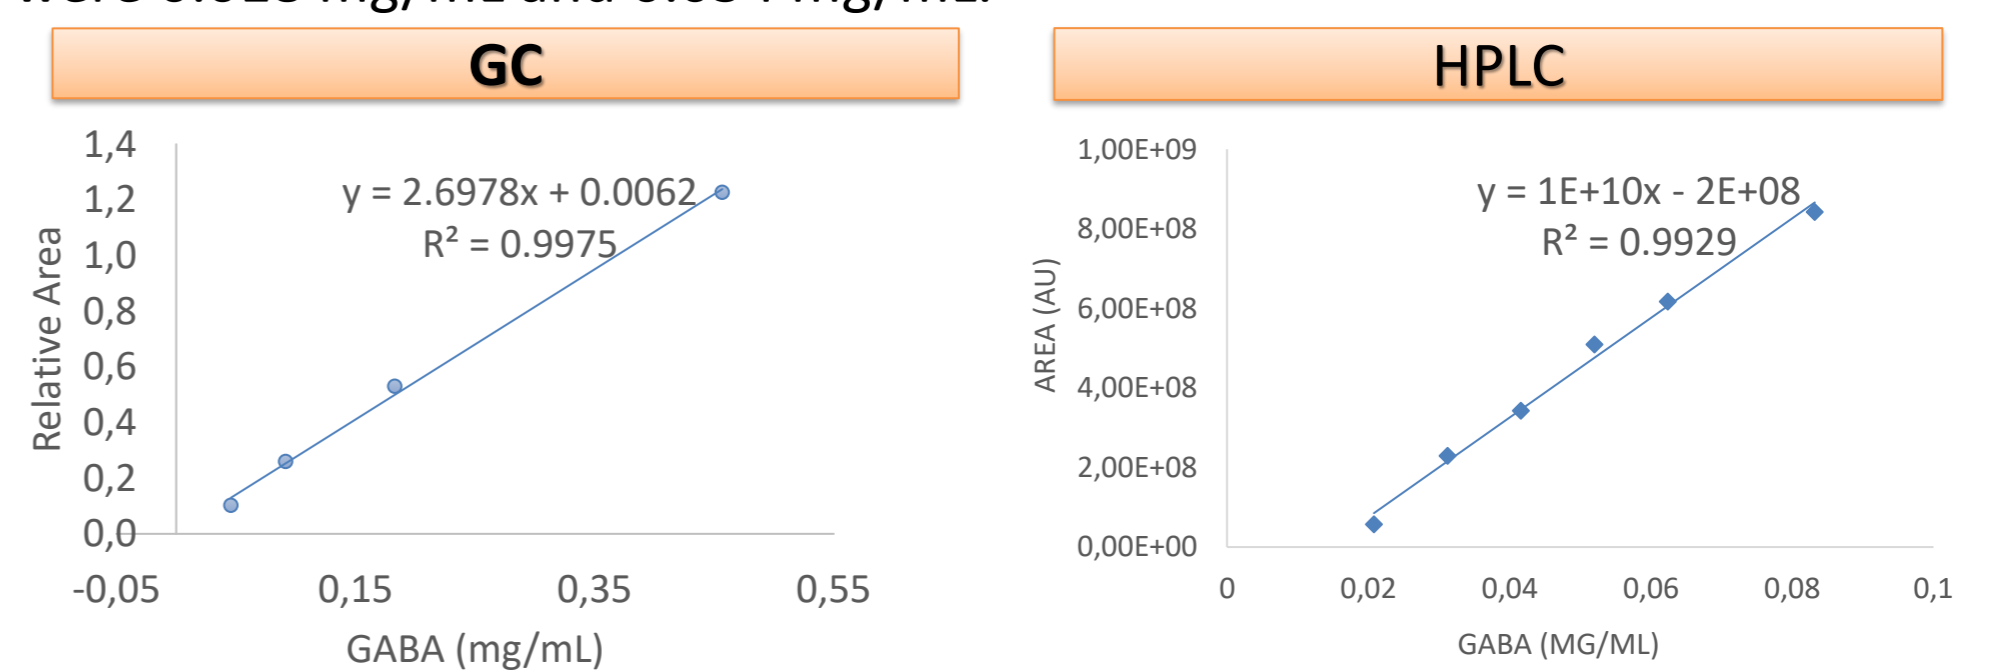 GC
HPLC
1,4
1,2
1,0
0,8
0,6
0,4
0,2
0,0
-0,05 0,15 0,35 0,55
Relative Area
GABA (mg/mL)
y = 2.6978x + 0.0062
R² = 0.9975
1,00E+09
8,00E+08
6,00E+08
4,00E+08
2,00E+08
0,00E+00
0 0,02 0,04 0,06 0,08 0,1
AREA (AU)
GABA (MG/ML)
y = 1E+10x - 2E+08
R² = 0.9929